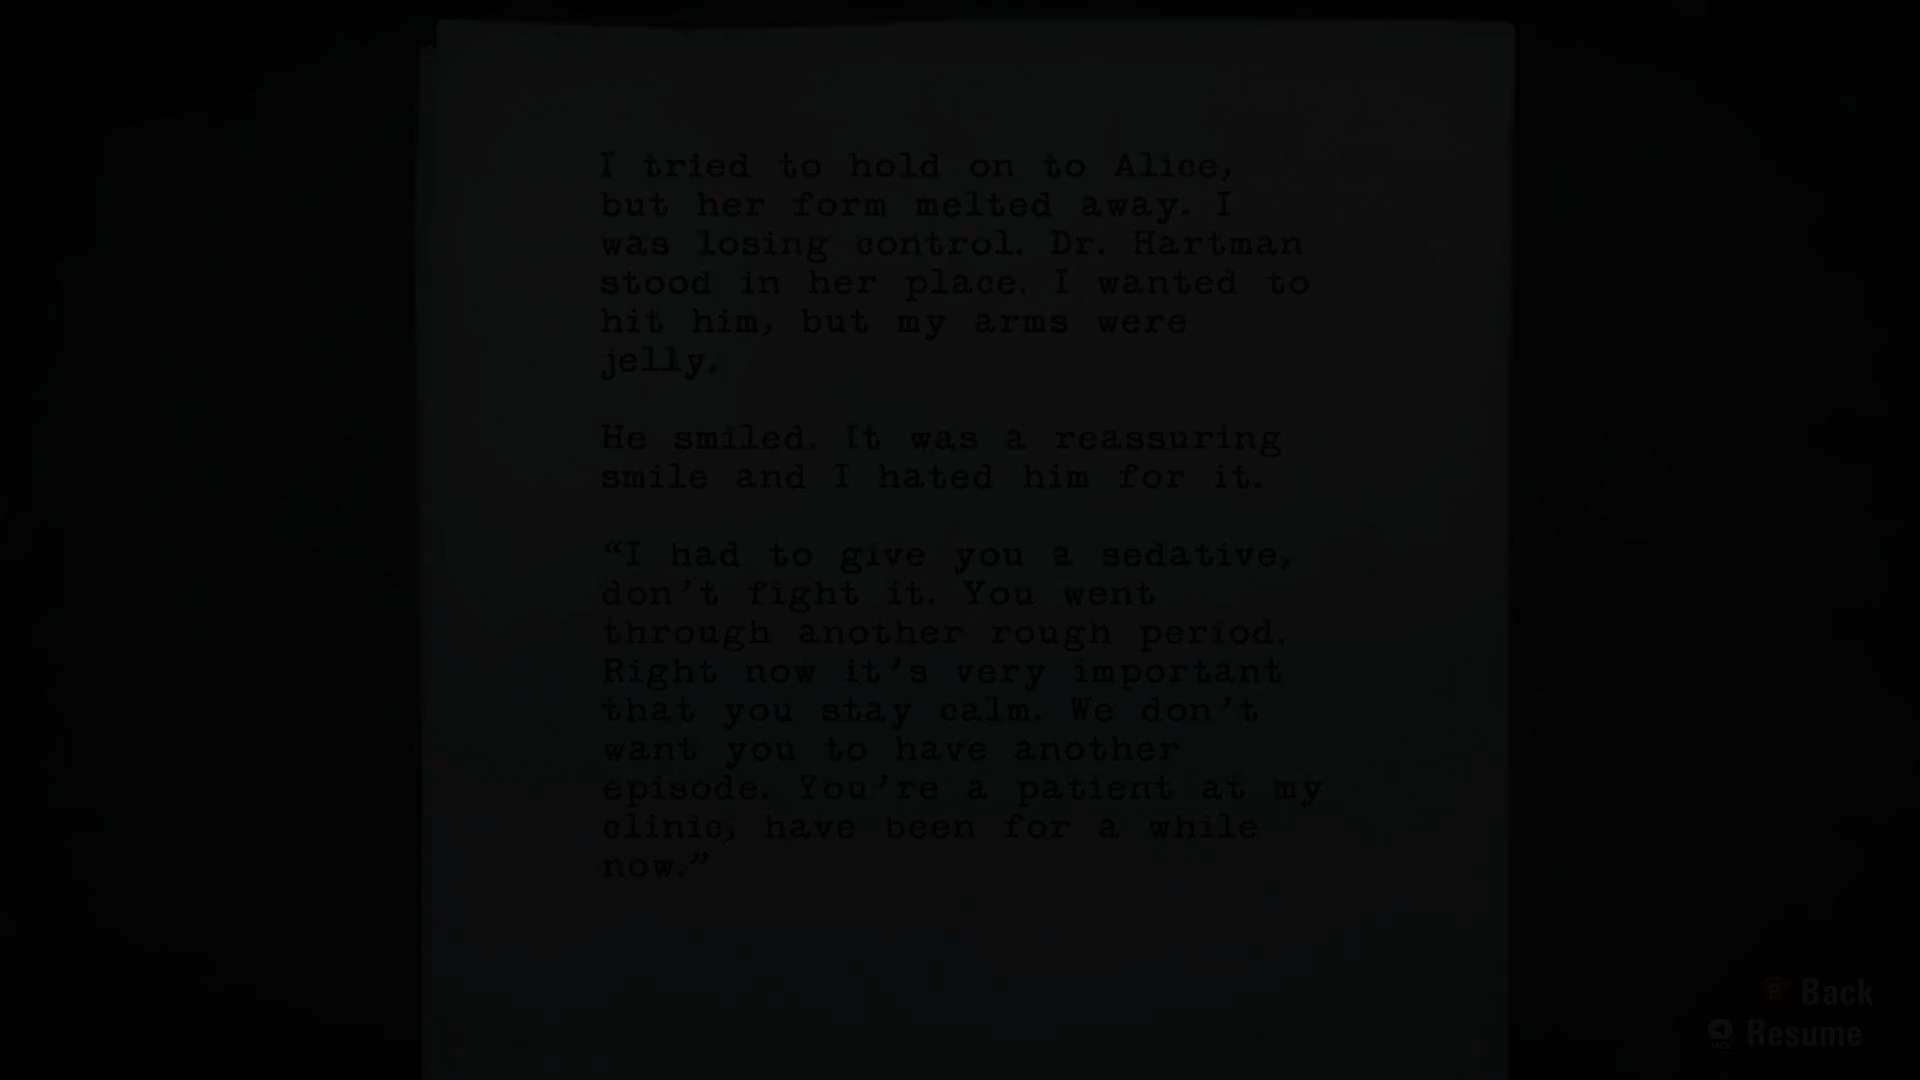 I tried to hold on to Alice,
but her form melted away. I
was losing control. Dr. Hartman
stood in her place. I wanted to
hit him, but my arms were
jelly.
He smiled. It was a reassuring
smile and I hated him for it.
“I had to give you a sedative,
don’t fight it. You went
through another rough period.
Right now it’s very important
that you stay calm. We don’t
want you to have another
episode. You’re a patient at my
clinic, have been for a while
now.”
B Back
Resume